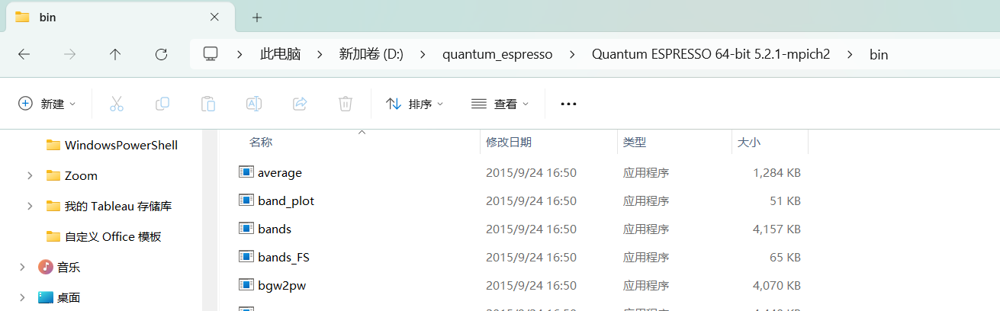 bin
此电脑 新加卷 (D:) quantum_espresso Quantum ESPRESSO 64-bit 5.2.1-mpich2 bin
新建 排序 查看
名称 修改日期 类型 大小
WindowsPowerShell
Zoom
我的 Tableau 存储库
自定义 Office 模板
音乐
桌面
average 2015/9/24 16:50 应用程序 1,284 KB
band_plot 2015/9/24 16:50 应用程序 51 KB
bands 2015/9/24 16:50 应用程序 4,157 KB
bands_FS 2015/9/24 16:50 应用程序 65 KB
bgw2pw 2015/9/24 16:50 应用程序 4,070 KB